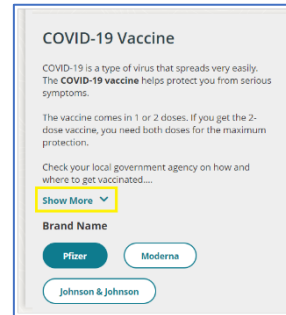 COVID-19 Vaccine
COVID-19 is a type of virus that spreads very easily.
The COVID-19 vaccine helps protect you from serious
symptoms.
The vaccine comes in 1 or 2 doses. If you get the 2-
dose vaccine, you need both doses for the maximum
protection.
Check your local government agency on how and
where to get vaccinated....
Show More
Brand Name
Pfizer
Moderna
Johnson & Johnson